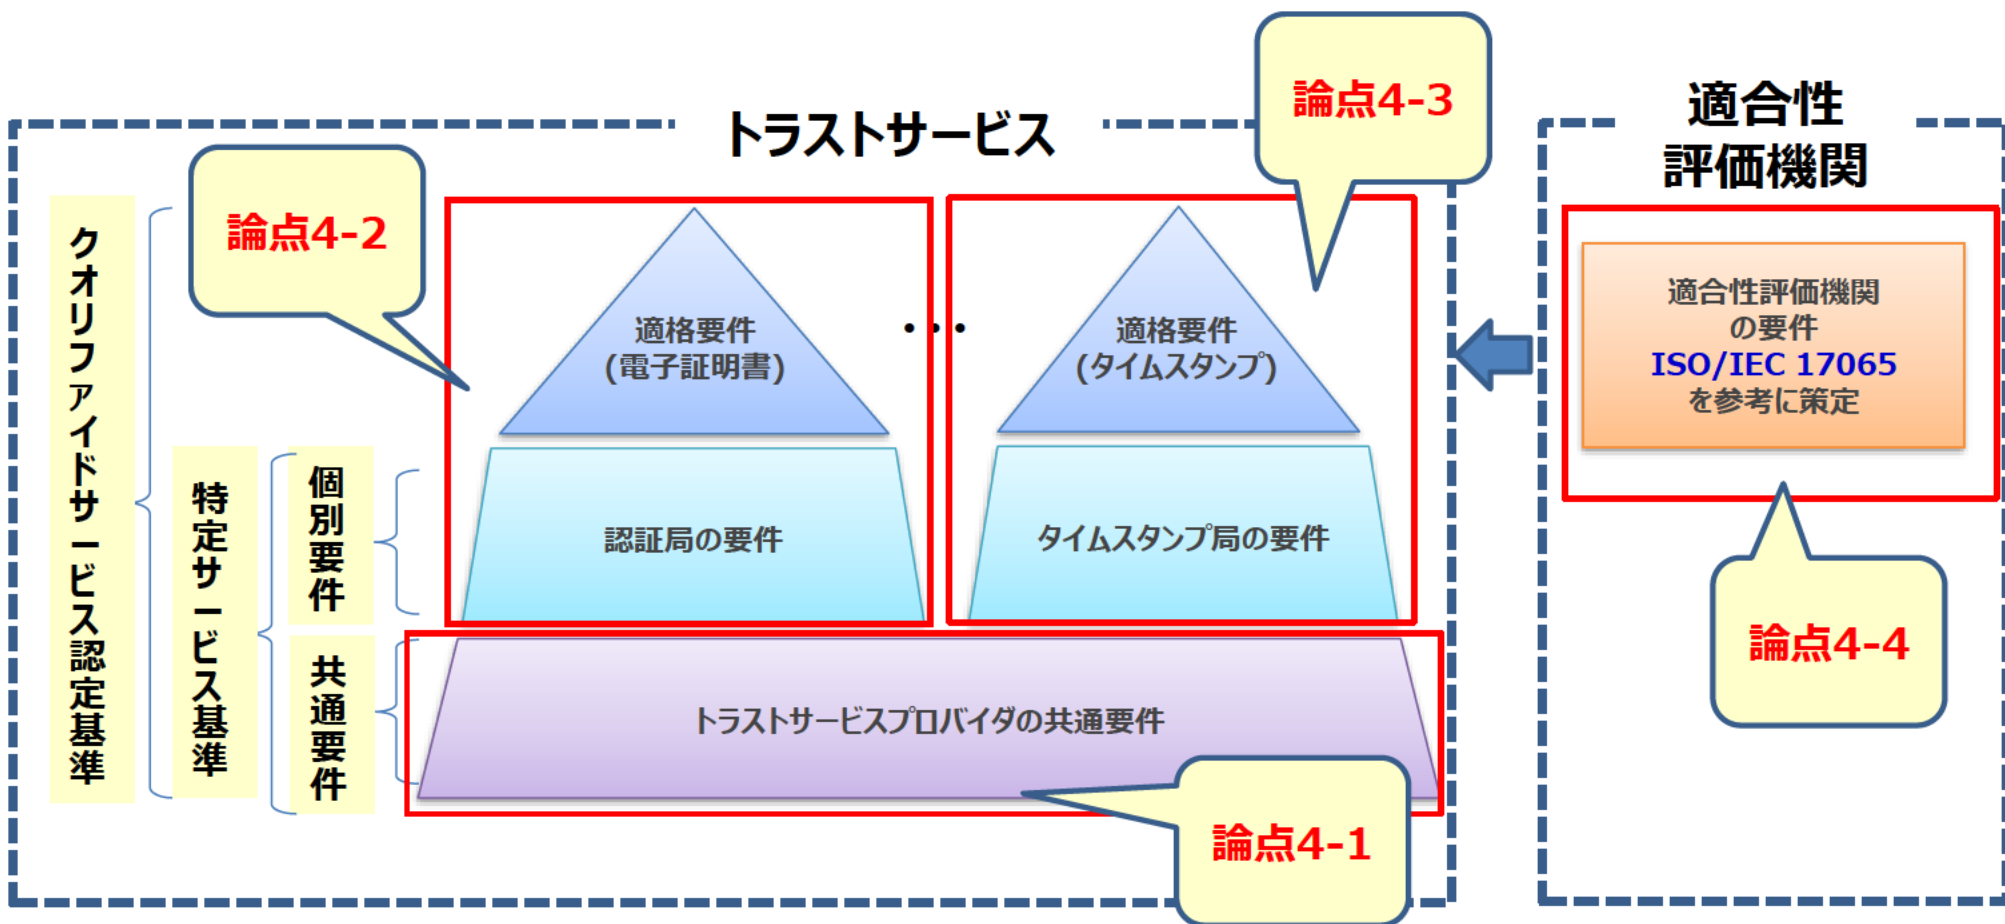 トラストサービス
論点4-3
適合性
評価機関
論点4-2
クオリファイドサービス認定基準
特定サービス基準
個別要件
共通要件
適格要件
(電子証明書)
・・・
適格要件
(タイムスタンプ)
認証局の要件
タイムスタンプ局の要件
トラストサービスプロバイダの共通要件
論点4-1
適合性評価機関
の要件
ISO/IEC 17065
を参考に策定
論点4-4